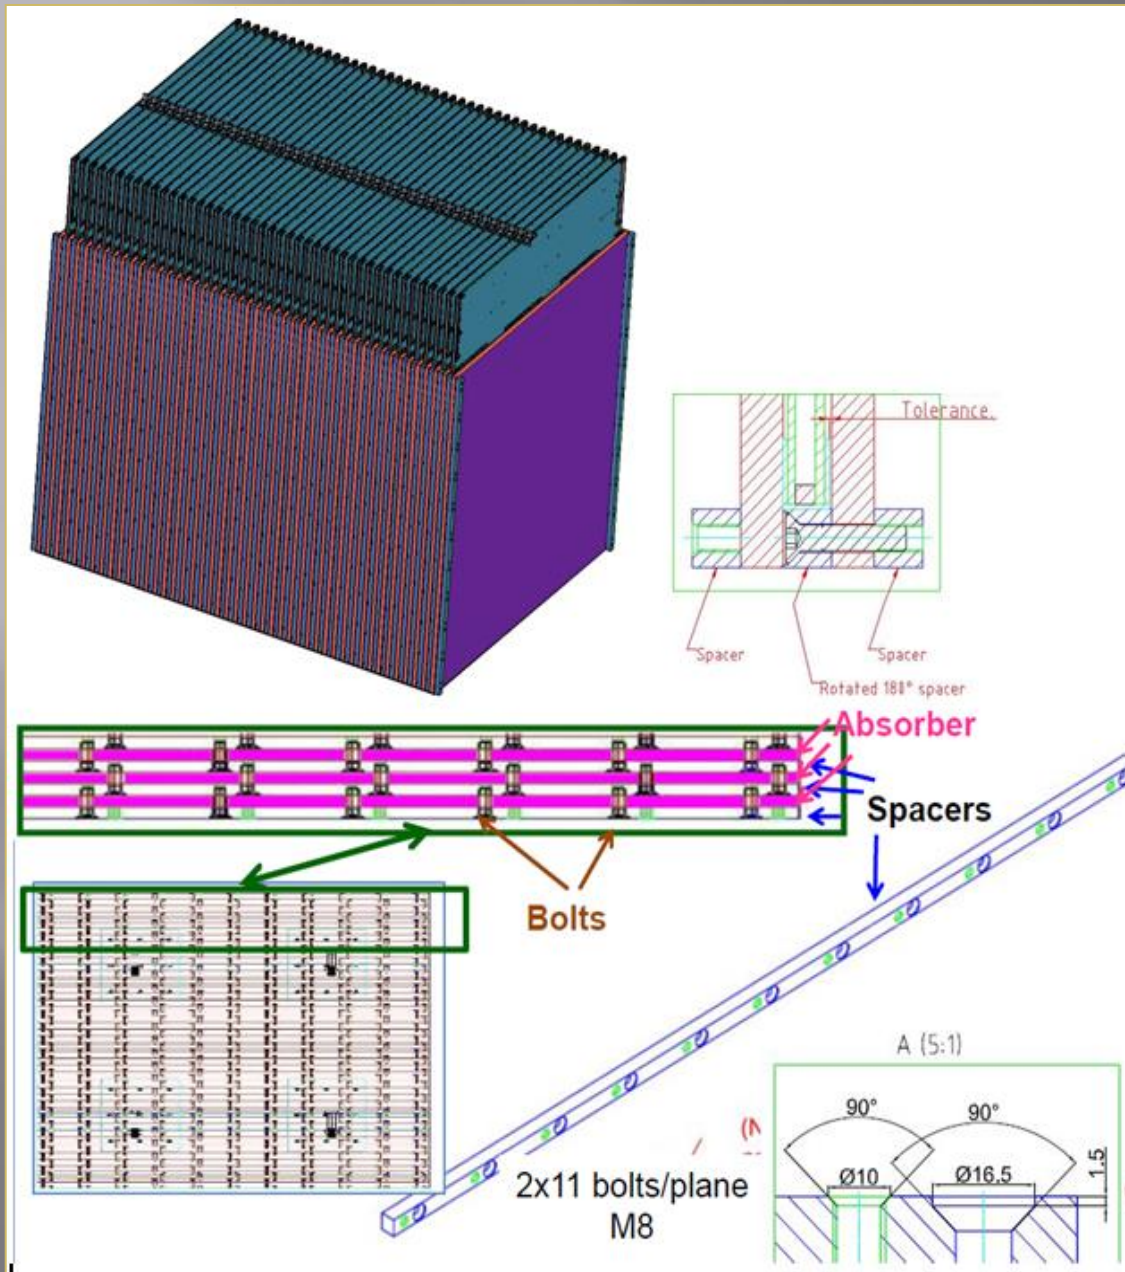 Tolerance.
Spacer
Spacer
Rotated 180° spacer
Absorber
Spacers
Bolts
A (5:1)
90°
90°
Ø10
Ø16.5
1.5
2x11 bolts/plane
M8